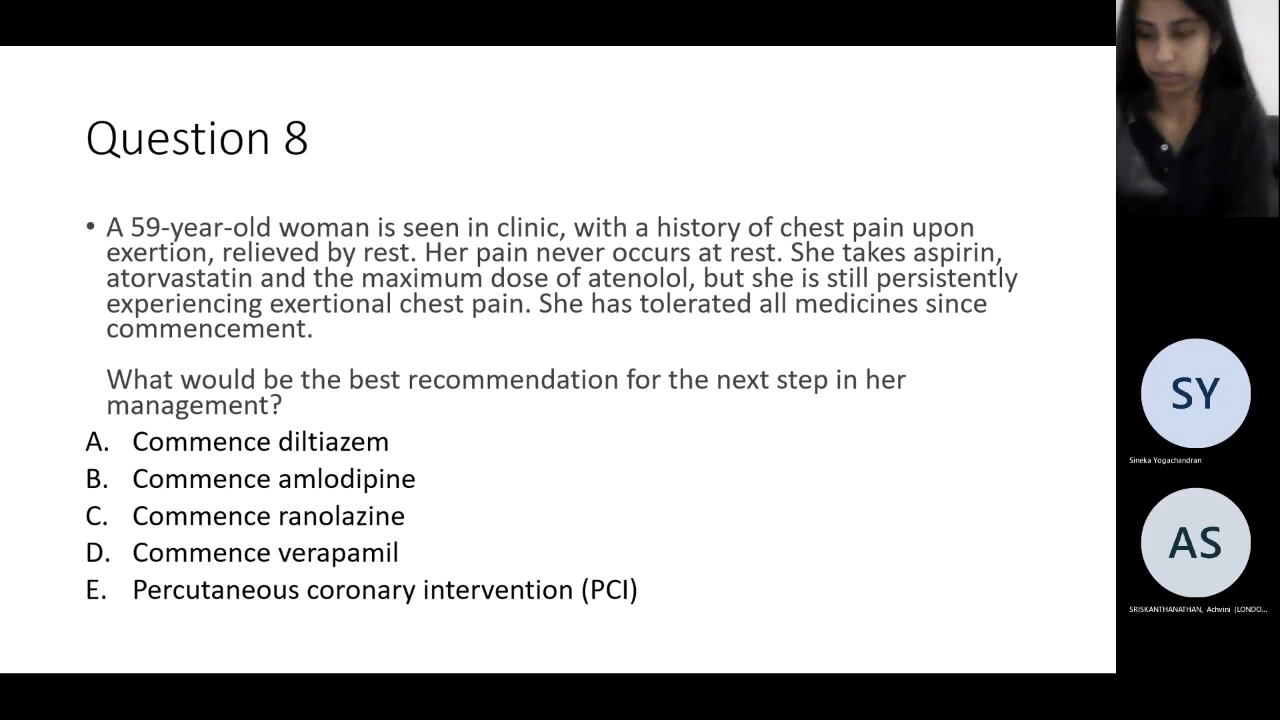 Question 8
• A 59-year-old woman is seen in clinic, with a history of chest pain upon
exertion, relieved by rest. Her pain never occurs at rest. She takes aspirin,
atorvastatin and the maximum dose of atenolol, but she is still persistently
experiencing exertional chest pain. She has tolerated all medicines since
commencement.
What would be the best recommendation for the next step in her
management?
A. Commence diltiazem
B. Commence amlodipine
C. Commence ranolazine
D. Commence verapamil
E. Percutaneous coronary intervention (PCI)
SY
Sineka Yogachandran
AS
SRISKANTHANATHAN, Achvini (LONDO...